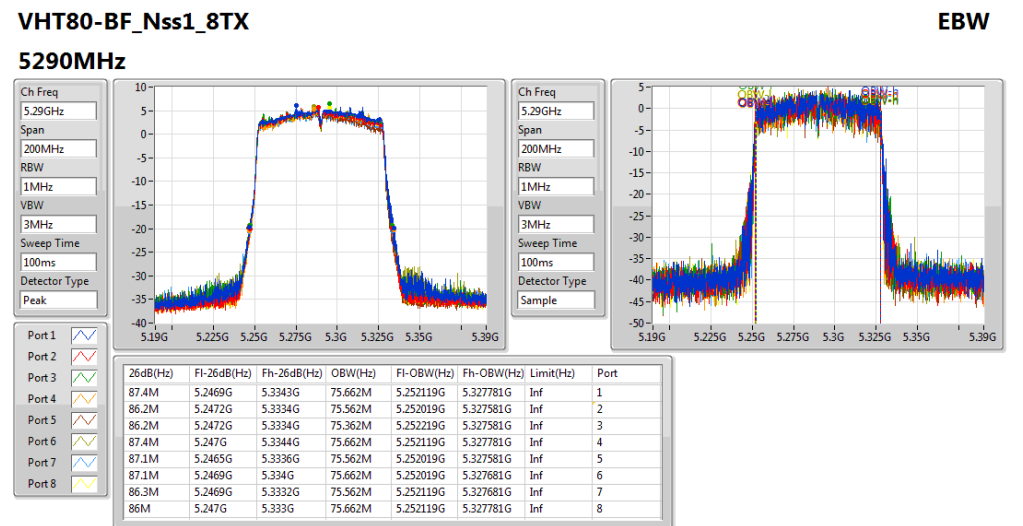 VHT80-BF_Nss1_8TX EBW
5290MHz
Ch Freq
5.29GHz
Span
200MHz
RBW
1MHz
VBW
3MHz
Sweep Time
100ms
Detector Type
Peak
10
5
0
-5
-10
-15
-20
-25
-30
-35
-40
5.19G 5.225G 5.25G 5.275G 5.3G 5.325G 5.35G 5.39G
Ch Freq
5.29GHz
Span
200MHz
RBW
1MHz
VBW
3MHz
Sweep Time
100ms
Detector Type
Sample
5
0
-5
-10
-15
-20
-25
-30
-35
-40
-45
-50
5.19G 5.225G 5.25G 5.275G 5.3G 5.325G 5.35G 5.39G
Port 1
Port 2
Port 3
Port 4
Port 5
Port 6
Port 7
Port 8
26dB(Hz) Fl-26dB(Hz) Fh-26dB(Hz) OBW(Hz) Fl-OBW(Hz) Fh-OBW(Hz) Limit(Hz) Port
87.4M 5.2469G 5.3343G 75.662M 5.252119G 5.327781G Inf 1
86.2M 5.2472G 5.3334G 75.562M 5.252019G 5.327581G Inf 2
86.2M 5.2472G 5.3334G 75.362M 5.252219G 5.327581G Inf 3
87.4M 5.247G 5.3344G 75.662M 5.252119G 5.327781G Inf 4
87.1M 5.2465G 5.3336G 75.562M 5.252119G 5.327681G Inf 5
87.1M 5.2469G 5.334G 75.662M 5.252019G 5.327681G Inf 6
86.3M 5.2469G 5.3332G 75.562M 5.252119G 5.327681G Inf 7
86M 5.247G 5.333G 75.662M 5.252119G 5.327781G Inf 8